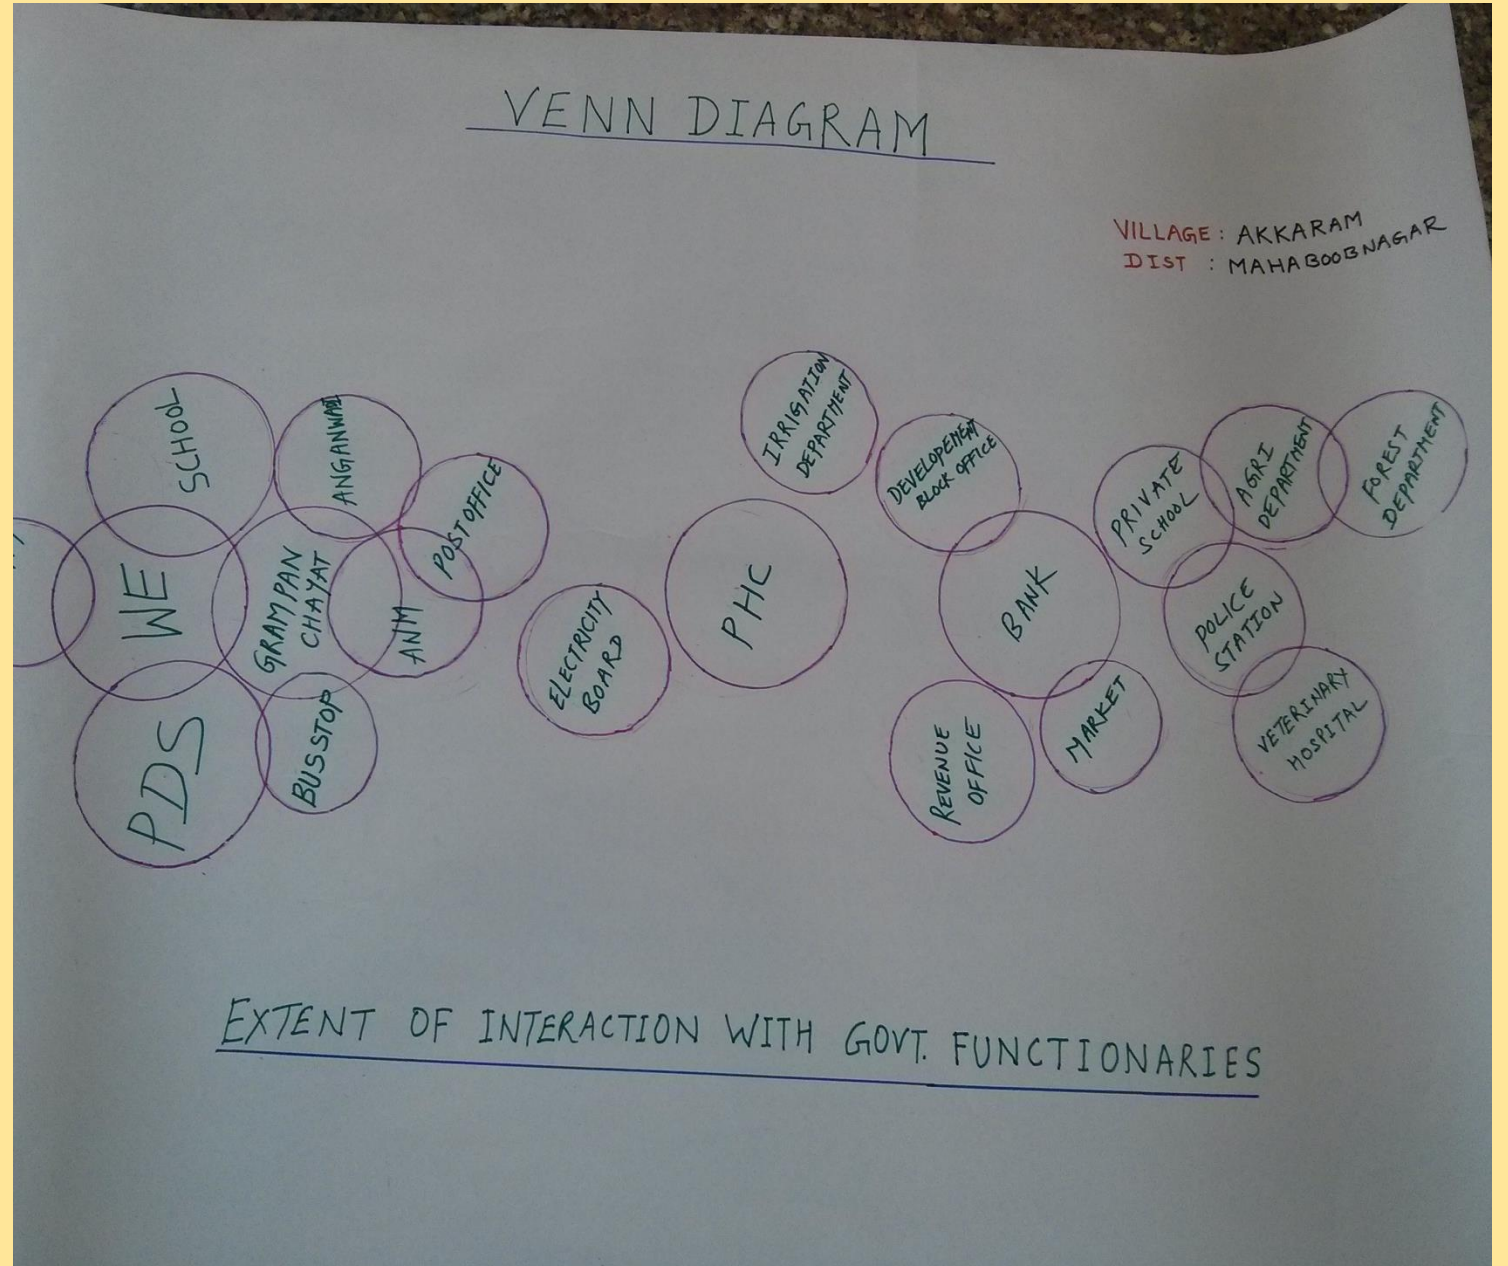 VENN DIAGRAM
VILLAGE : AKKARAM
DIST : MAHABOOBNAGAR
SCHOOL
ANGANWADI
POSTOFFICE
WE
GRAMPAN
CHAYAT
ANM
PDS
BUSSTOP
ELECTRICITY
BOARD
PHC
IRRIGATION
DEPARTMENT
DEVELOPEMENT
BLOCK OFFICE
BANK
REVENUE
OFFICE
MARKET
PRIVATE
SCHOOL
AGRI
DEPARTMENT
FOREST
DEPARTMENT
POLICE
STATION
VETERINARY
HOSPITAL
EXTENT OF INTERACTION WITH GOVT. FUNCTIONARIES